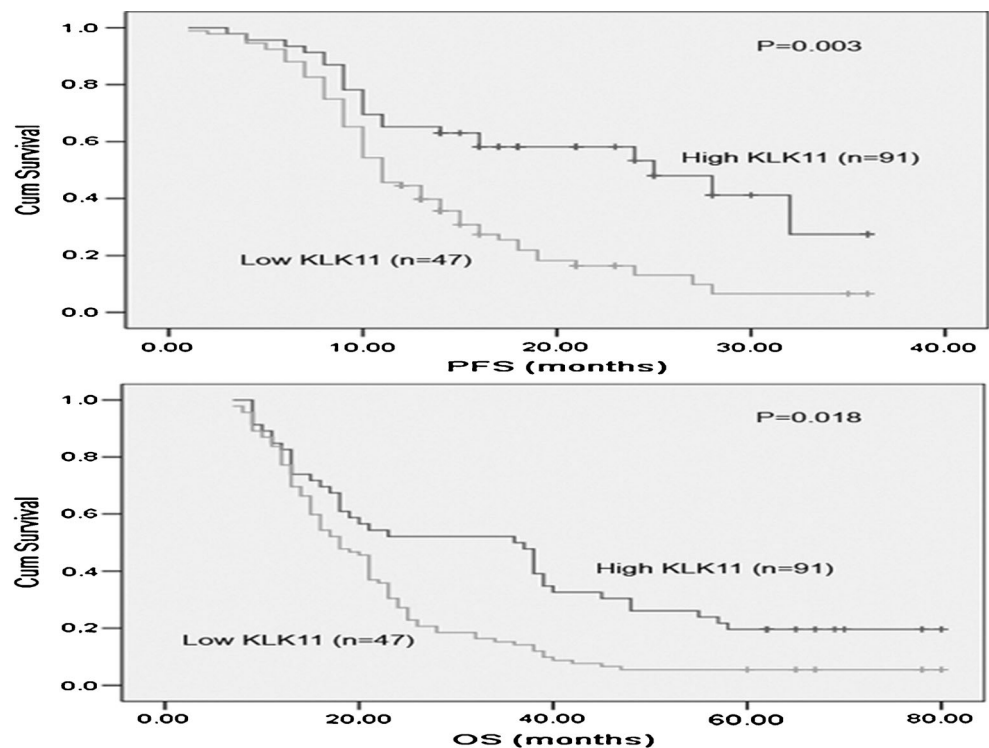 1.0
P=0.003
0.8
Cum Survival
0.6
High KLK11 (n=91)
0.4
Low KLK11 (n=47)
0.2
0.0
0.00 10.00 20.00 30.00 40.00
PFS (months)
1.0
P=0.018
0.8
Cum Survival
0.6
High KLK11 (n=91)
0.4
Low KLK11 (n=47)
0.2
0.0
0.00 20.00 40.00 60.00 80.00
OS (months)